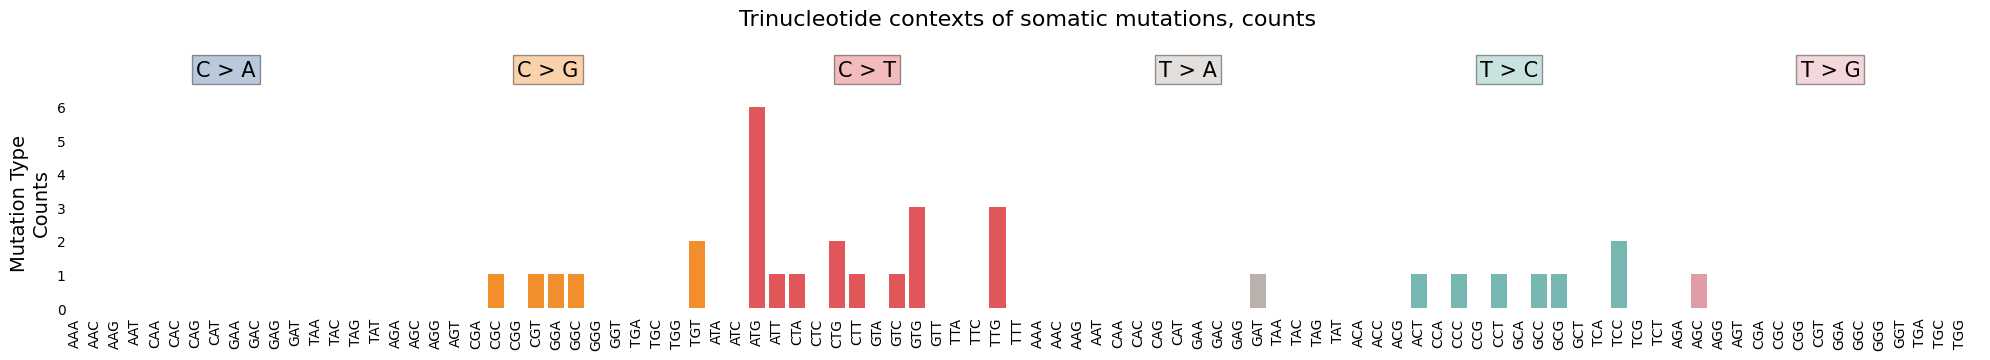 Trinucleotide contexts of somatic mutations, counts
C > A
C > G
C > T
T > A
T > C
T > G
Mutation Type
Counts
6
5
4
3
2
1
0
AAA
AAC
AAG
AAT
CAA
CAC
CAG
CAT
GAA
GAC
GAG
GAT
TAA
TAC
TAG
TAT
AGA
AGC
AGG
AGT
CGA
CGC
CGG
CGT
GGA
GGC
GGG
GGT
TGA
TGC
TGG
TGT
ATA
ATC
ATG
ATT
CTA
CTC
CTG
CTT
GTA
GTC
GTG
GTT
TTA
TTC
TTG
TTT
AAA
AAC
AAG
AAT
CAA
CAC
CAG
CAT
GAA
GAC
GAG
GAT
TAA
TAC
TAG
TAT
ACA
ACC
ACG
ACT
CCA
CCC
CCG
CCT
GCA
GCC
GCG
GCT
TCA
TCC
TCG
TCT
AGA
AGC
AGG
AGT
CGA
CGC
CGG
CGT
GGA
GGC
GGG
GGT
TGA
TGC
TGG